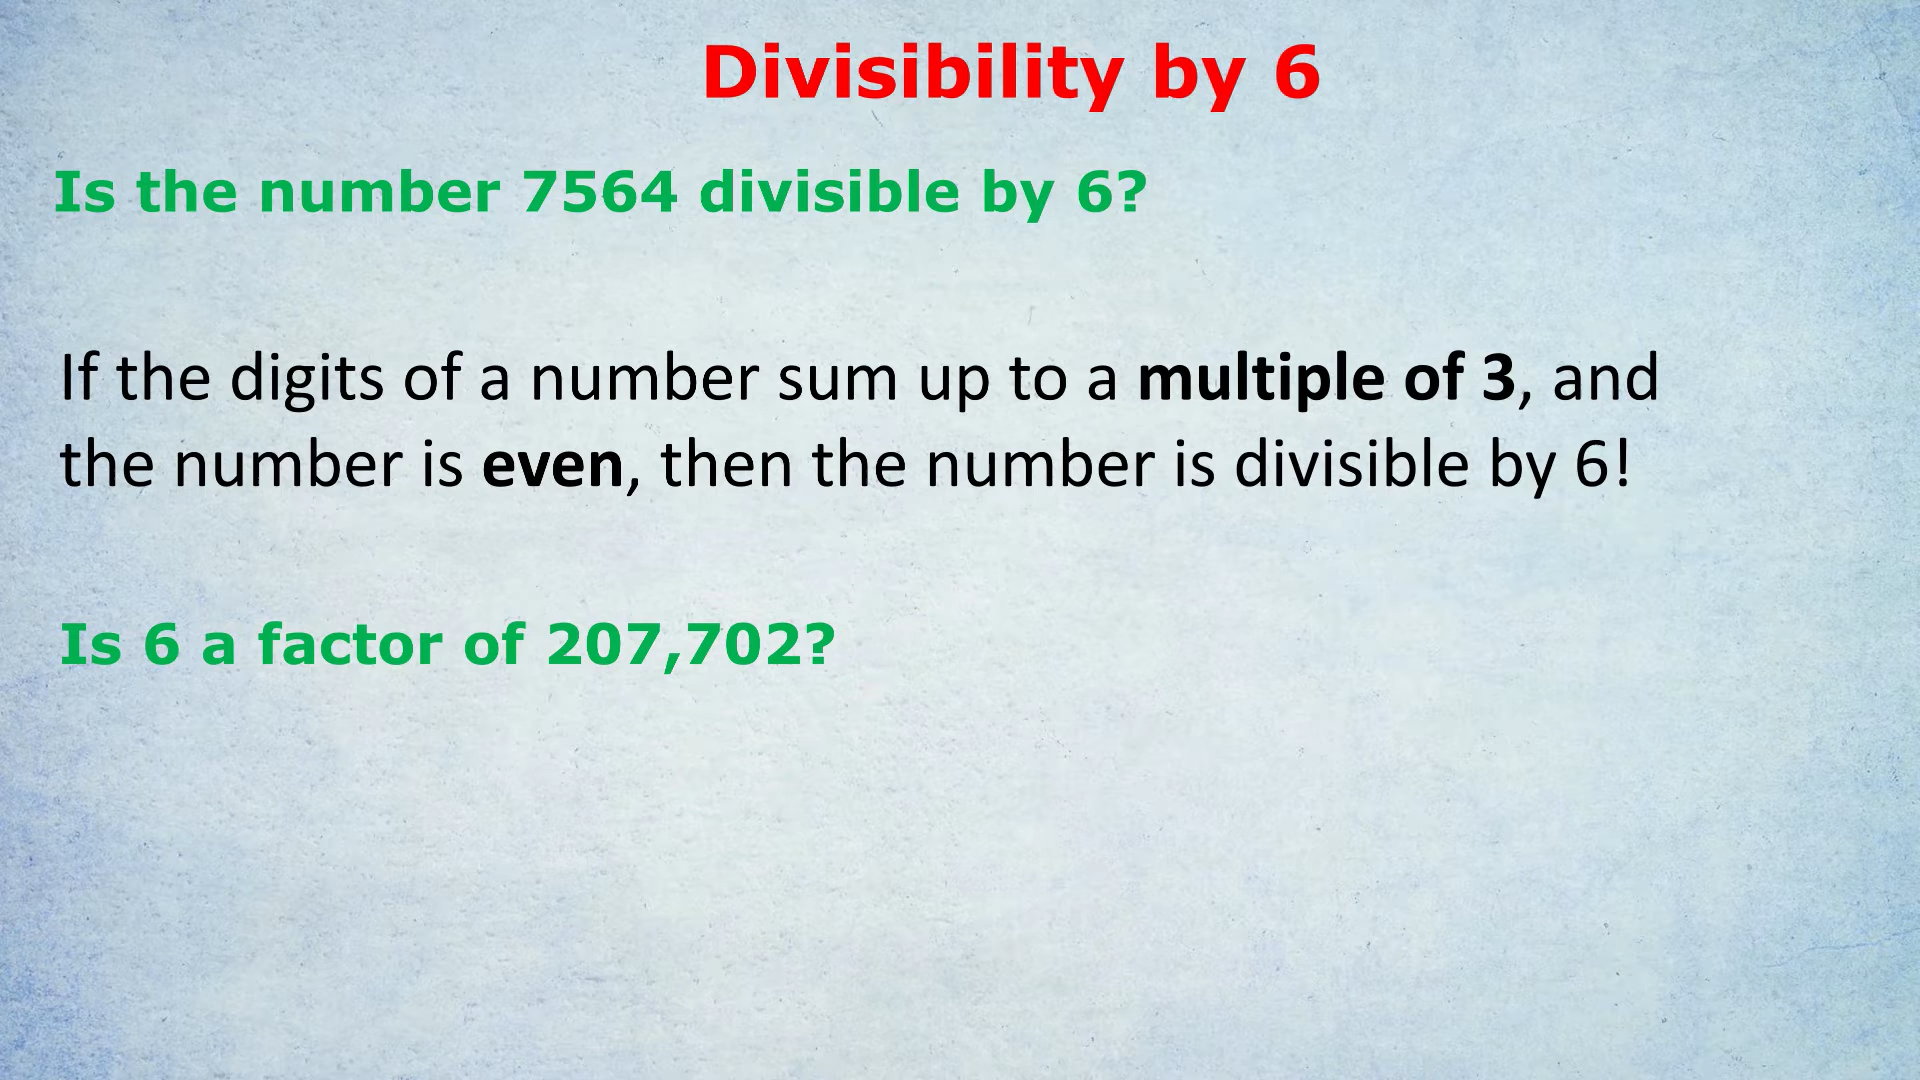 Divisibility by 6
Is the number 7564 divisible by 6?
If the digits of a number sum up to a multiple of 3, and
the number is even, then the number is divisible by 6!
Is 6 a factor of 207,702?